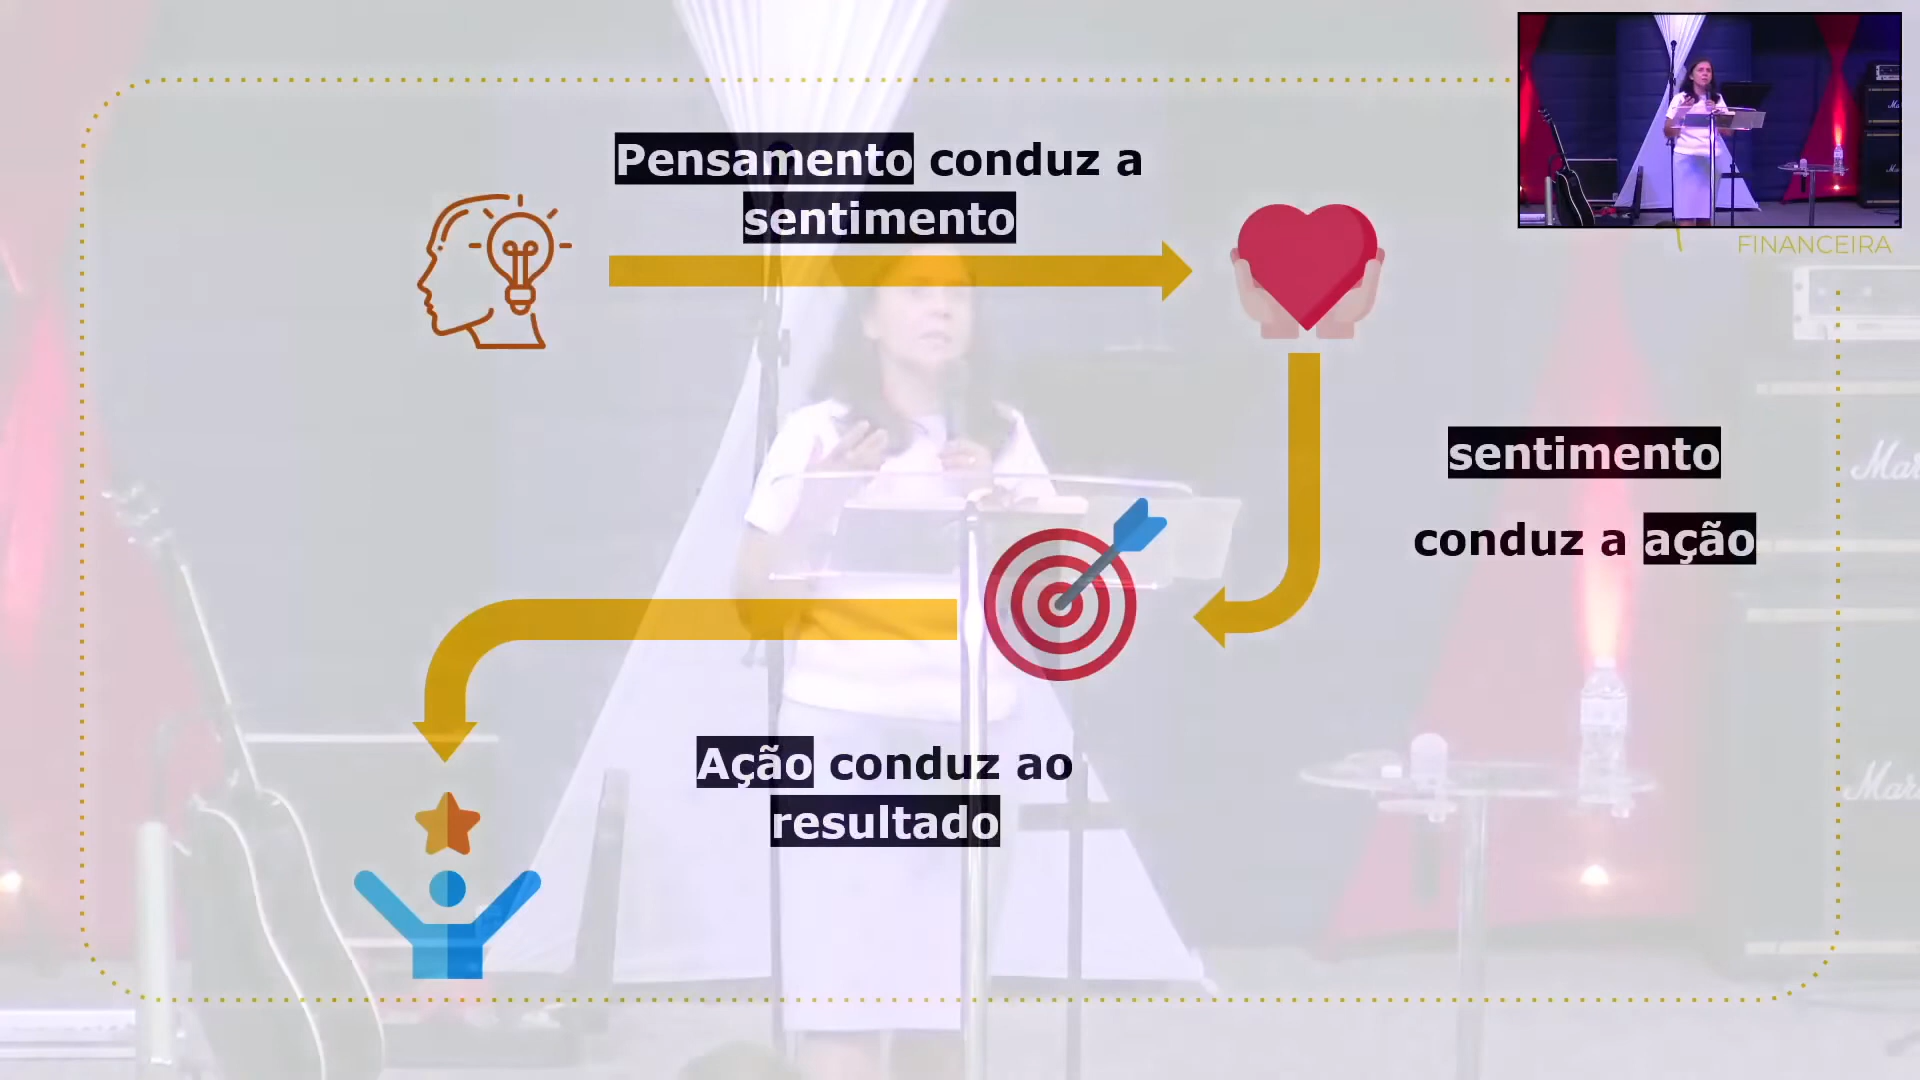 Pensamento conduz a
sentimento
FINANCEIRA
sentimento
conduz a ação
Ação conduz ao
resultado